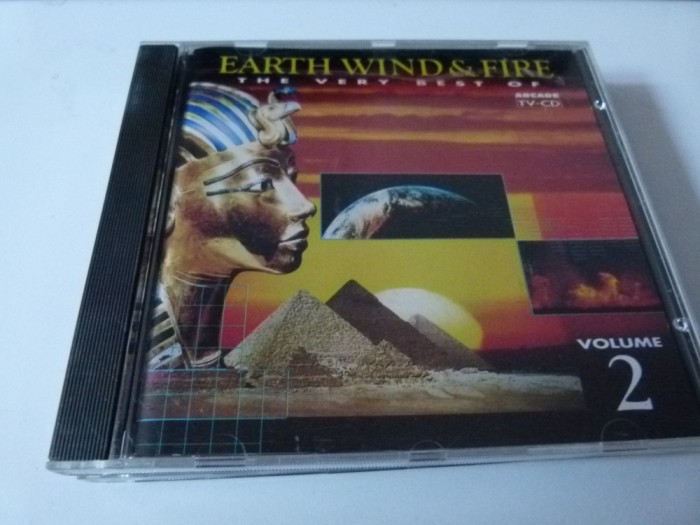 EARTH WIND & FIRE
THE VERY BEST OF
ARCADE
TV-CD
VOLUME
2